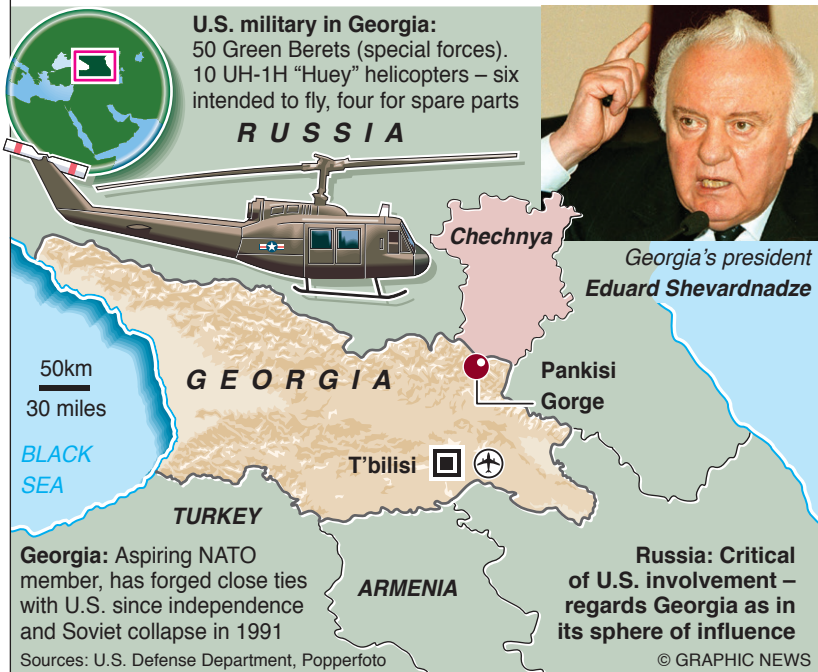 U.S. military in Georgia:
50 Green Berets (special forces).
10 UH-1H “Huey” helicopters – six
intended to fly, four for spare parts
RUSSIA
Chechnya
Georgia’s president
Eduard Shevardnadze
50km
30 miles
GEORGIA
Pankisi
Gorge
BLACK
SEA
T’bilisi
TURKEY
ARMENIA
Georgia: Aspiring NATO
member, has forged close ties
with U.S. since independence
and Soviet collapse in 1991
Russia: Critical
of U.S. involvement –
regards Georgia as in
its sphere of influence
Sources: U.S. Defense Department, Popperfoto
© GRAPHIC NEWS